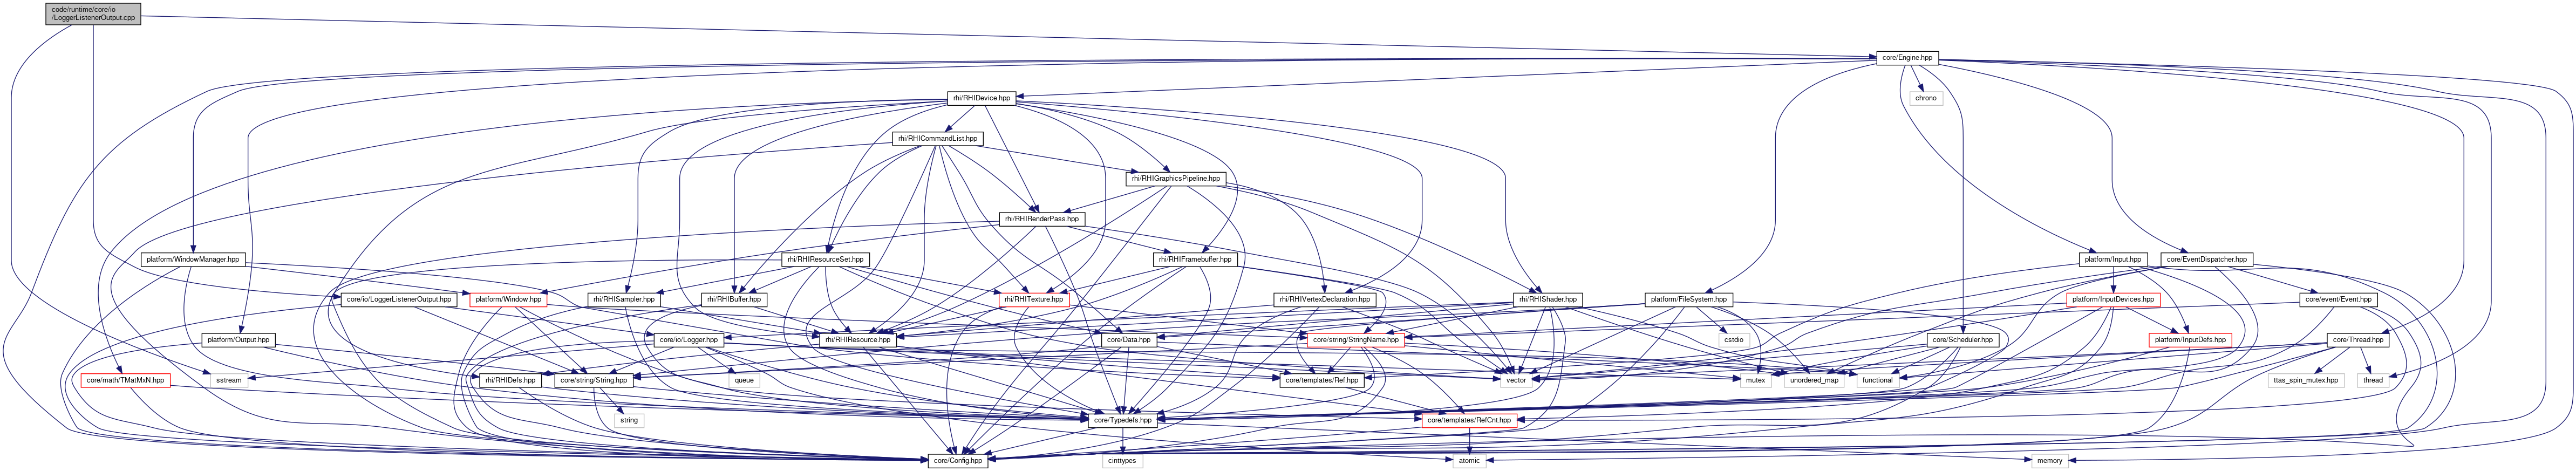 code/runtime/core/io
/LoggerListenerOutput.cpp
core/Engine.hpp
rhi/RHIDevice.hpp
chrono
rhi/RHICommandList.hpp
rhi/RHIGraphicsPipeline.hpp
rhi/RHIRenderPass.hpp
platform/WindowManager.hpp
rhi/RHIResourceSet.hpp
rhi/RHIFramebuffer.hpp
platform/Input.hpp
core/EventDispatcher.hpp
core/io/LoggerListenerOutput.hpp
platform/Window.hpp
rhi/RHISampler.hpp
rhi/RHIBuffer.hpp
rhi/RHITexture.hpp
rhi/RHIVertexDeclaration.hpp
rhi/RHIShader.hpp
platform/FileSystem.hpp
platform/InputDevices.hpp
core/event/Event.hpp
platform/Output.hpp
core/io/Logger.hpp
rhi/RHIResource.hpp
core/Data.hpp
core/string/StringName.hpp
cstdio
core/Scheduler.hpp
platform/InputDefs.hpp
core/Thread.hpp
core/math/TMatMxN.hpp
sstream
rhi/RHIDefs.hpp
core/string/String.hpp
queue
core/templates/Ref.hpp
vector
mutex
unordered_map
functional
ttas_spin_mutex.hpp
thread
string
core/Typedefs.hpp
core/templates/RefCnt.hpp
core/Config.hpp
cinttypes
atomic
memory